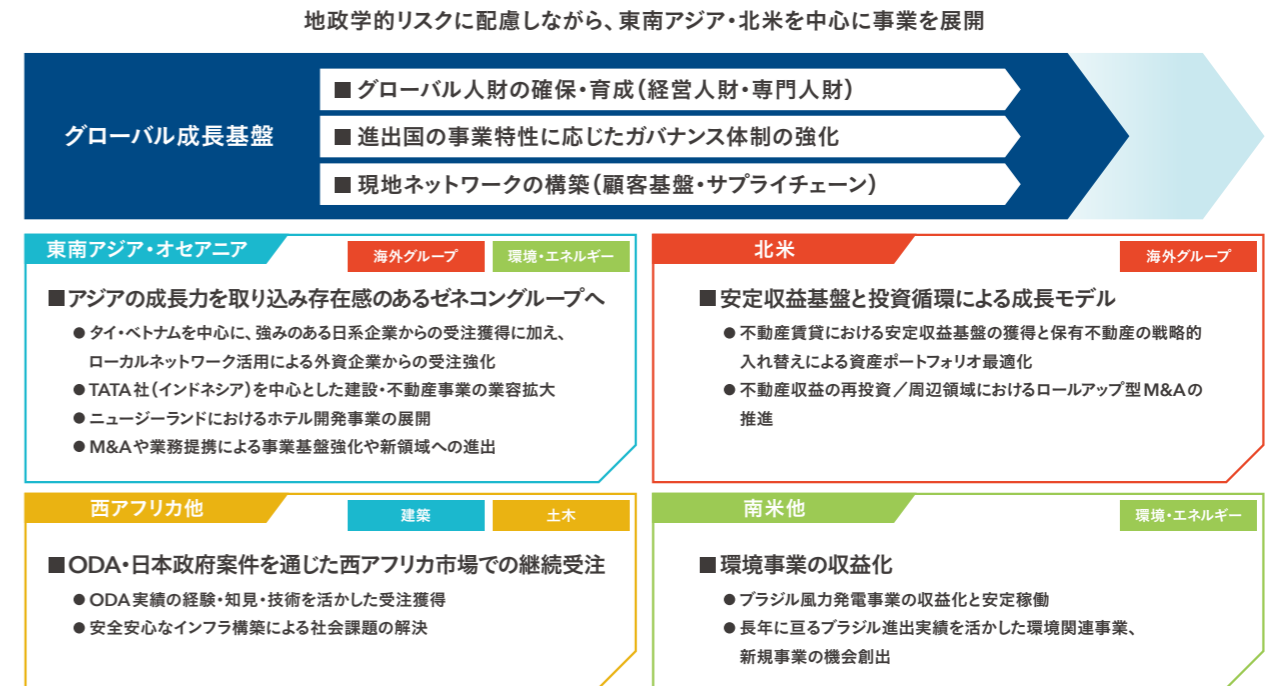 地政学的リスクに配慮しながら、東南アジア・北米を中心に事業を展開
グローバル成長基盤
■ グローバル人財の確保・育成（経営人財・専門人財）
■ 進出国の事業特性に応じたガバナンス体制の強化
■ 現地ネットワークの構築（顧客基盤・サプライチェーン）
東南アジア・オセアニア
海外グループ
環境・エネルギー
■アジアの成長力を取り込み存在感のあるゼネコングループへ
● タイ・ベトナムを中心に、強みのある日系企業からの受注獲得に加え、
ローカルネットワーク活用による外資企業からの受注強化
● TATA社（インドネシア）を中心とした建設・不動産事業の業容拡大
● ニュージーランドにおけるホテル開発事業の展開
● M&Aや業務提携による事業基盤強化や新領域への進出
北米
海外グループ
■安定収益基盤と投資循環による成長モデル
● 不動産賃貸における安定収益基盤の獲得と保有不動産の戦略的
入れ替えによる資産ポートフォリオ最適化
● 不動産収益の再投資／周辺領域におけるロールアップ型M&Aの
推進
西アフリカ他
建築
土木
■ODA・日本政府案件を通じた西アフリカ市場での継続受注
● ODA実績の経験・知見・技術を活かした受注獲得
● 安全安心なインフラ構築による社会課題の解決
南米他
環境・エネルギー
■環境事業の収益化
● ブラジル風力発電事業の収益化と安定稼働
● 長年に亘るブラジル進出実績を活かした環境関連事業、
新規事業の機会創出